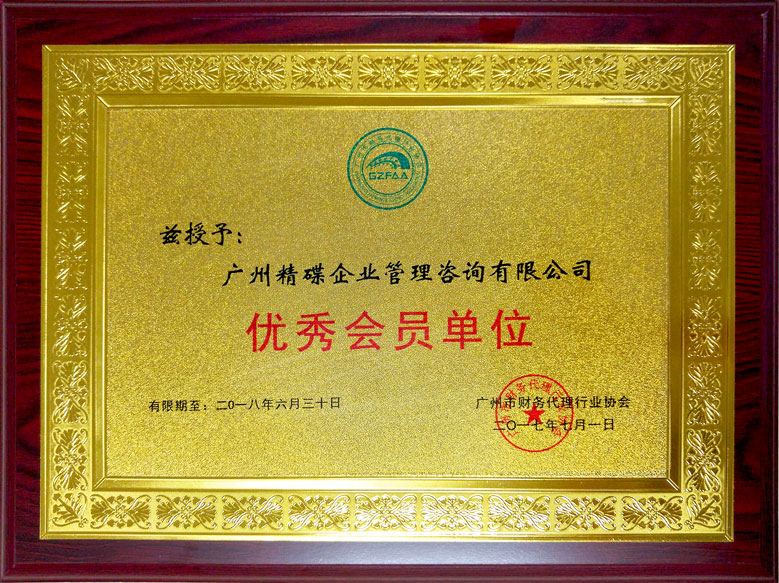 GZFAA
兹授予：
广州精碟企业管理咨询有限公司
优秀会员单位
有限期至：二0一八年六月三十日
广州市财务代理行业协会
二〇一七年七月一日